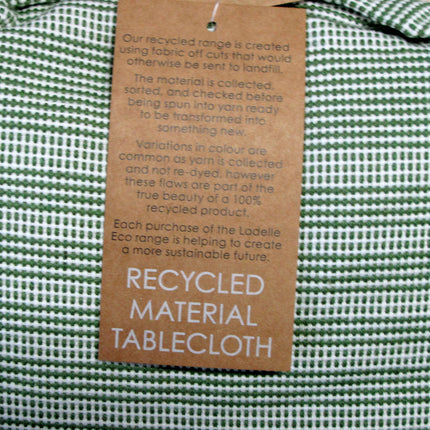 Our recycled range is created
using fabric off cuts that would
otherwise be sent to landfill.
The material is collected,
sorted, and checked before
being spun into yarn ready
to be transformed into
something new.
Variations in colour are
common as yarn is collected
and not re-dyed, however
these flaws are part of the
true beauty of a 100%
recycled product.
Each purchase of the Ladelle
Eco range is helping to create
a more sustainable future.
RECYCLED
MATERIAL
TABLECLOTH